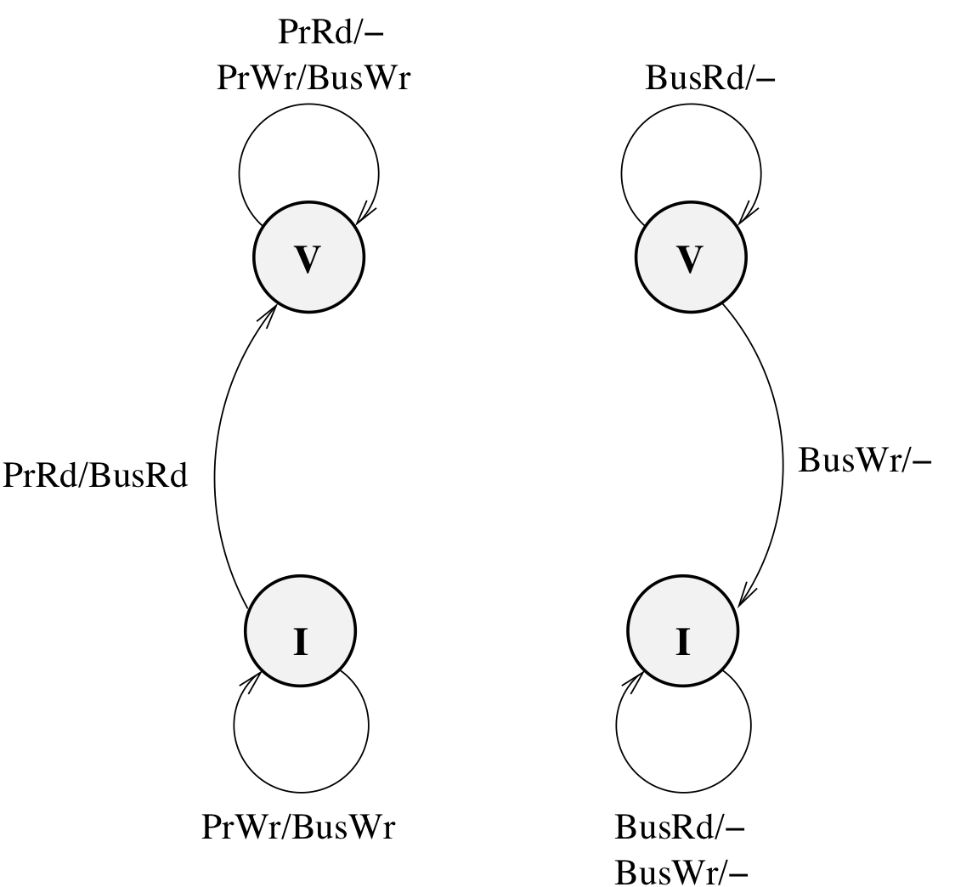 PrRd/–
PrWr/BusWr
BusRd/–
V
V
PrRd/BusRd
BusWr/–
I
I
PrWr/BusWr
BusRd/–
BusWr/–